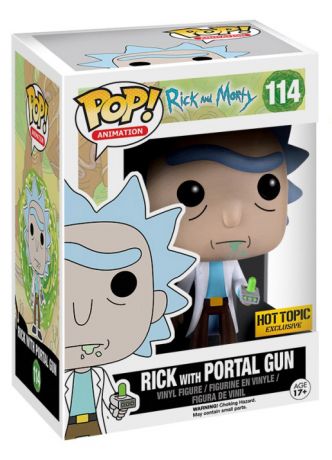 POP!
ANIMATION
Rick and Morty
114
HOT TOPIC
EXCLUSIVE
RICK WITH PORTAL GUN
VINYL FIGURE / FIGURINE EN VINYLE /
FIGURA DE VINIL
WARNING! Choking Hazard.
May contain small parts.
AGE
17+
RICK WITH PORTAL GUN
114